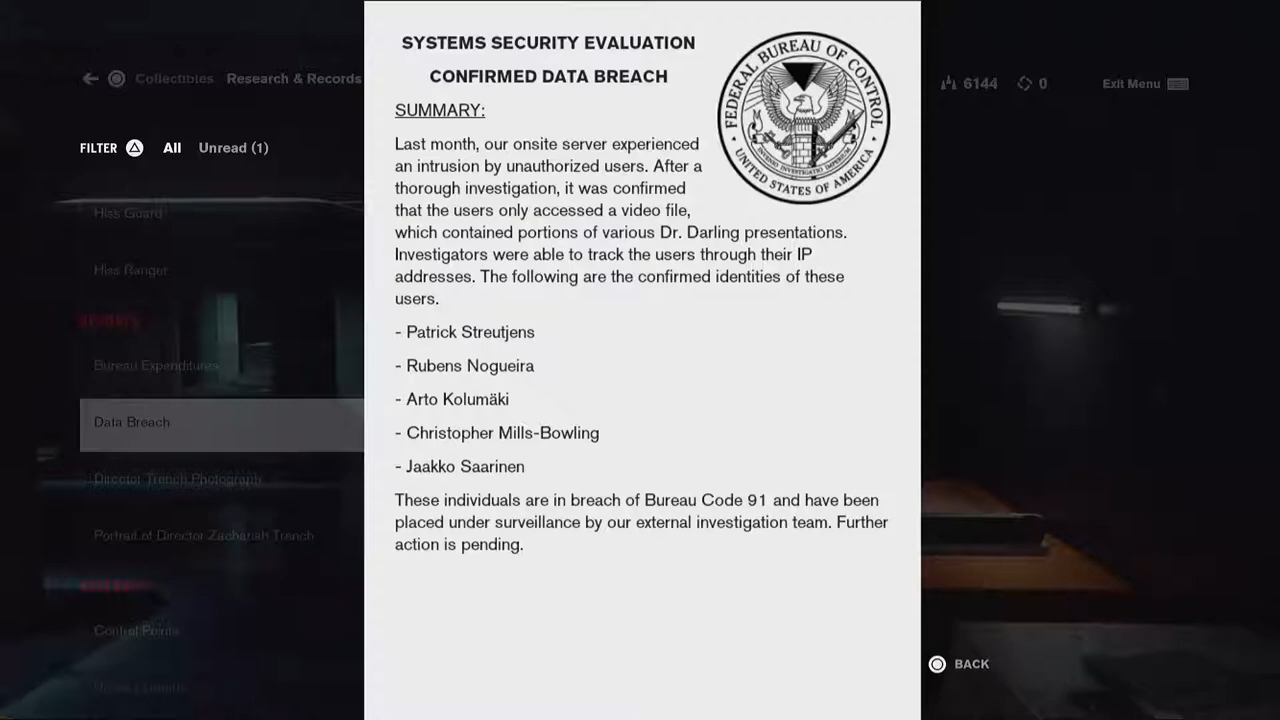 SYSTEMS SECURITY EVALUATION
CONFIRMED DATA BREACH
FEDERAL BUREAU OF CONTROL
UNITED STATES OF AMERICA
SUMMARY:
Last month, our onsite server experienced
an intrusion by unauthorized users. After a
thorough investigation, it was confirmed
that the users only accessed a video file,
which contained portions of various Dr. Darling presentations.
Investigators were able to track the users through their IP
addresses. The following are the confirmed identities of these
users.
- Patrick Streutjens
- Rubens Nogueira
- Arto Kolumäki
- Christopher Mills-Bowling
- Jaakko Saarinen
These individuals are in breach of Bureau Code 91 and have been
placed under surveillance by our external investigation team. Further
action is pending.
Collectibles Research & Records
6144 0 Exit Menu
FILTER All Unread (1)
Hiss Guard
Hiss Ranger
REPORTS
Bureau Expenditures
Data Breach
Director Trench Photograph
Portrait of Director Zachariah Trench
Control Points
BACK